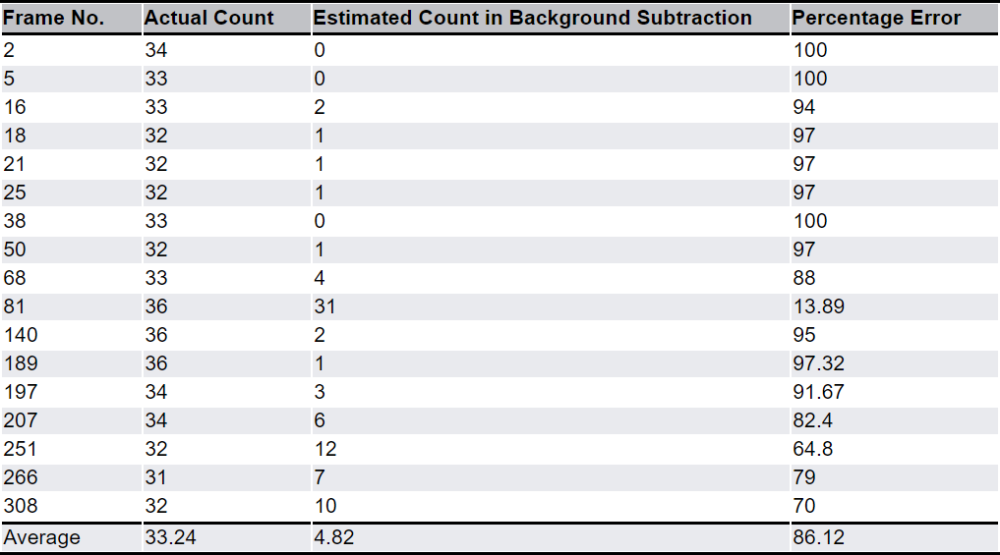 Frame No. Actual Count Estimated Count in Background Subtraction Percentage Error
2 34 0 100
5 33 0 100
16 33 2 94
18 32 1 97
21 32 1 97
25 32 1 97
38 33 0 100
50 32 1 97
68 33 4 88
81 36 31 13.89
140 36 2 95
189 36 1 97.32
197 34 3 91.67
207 34 6 82.4
251 32 12 64.8
266 31 7 79
308 32 10 70
Average 33.24 4.82 86.12